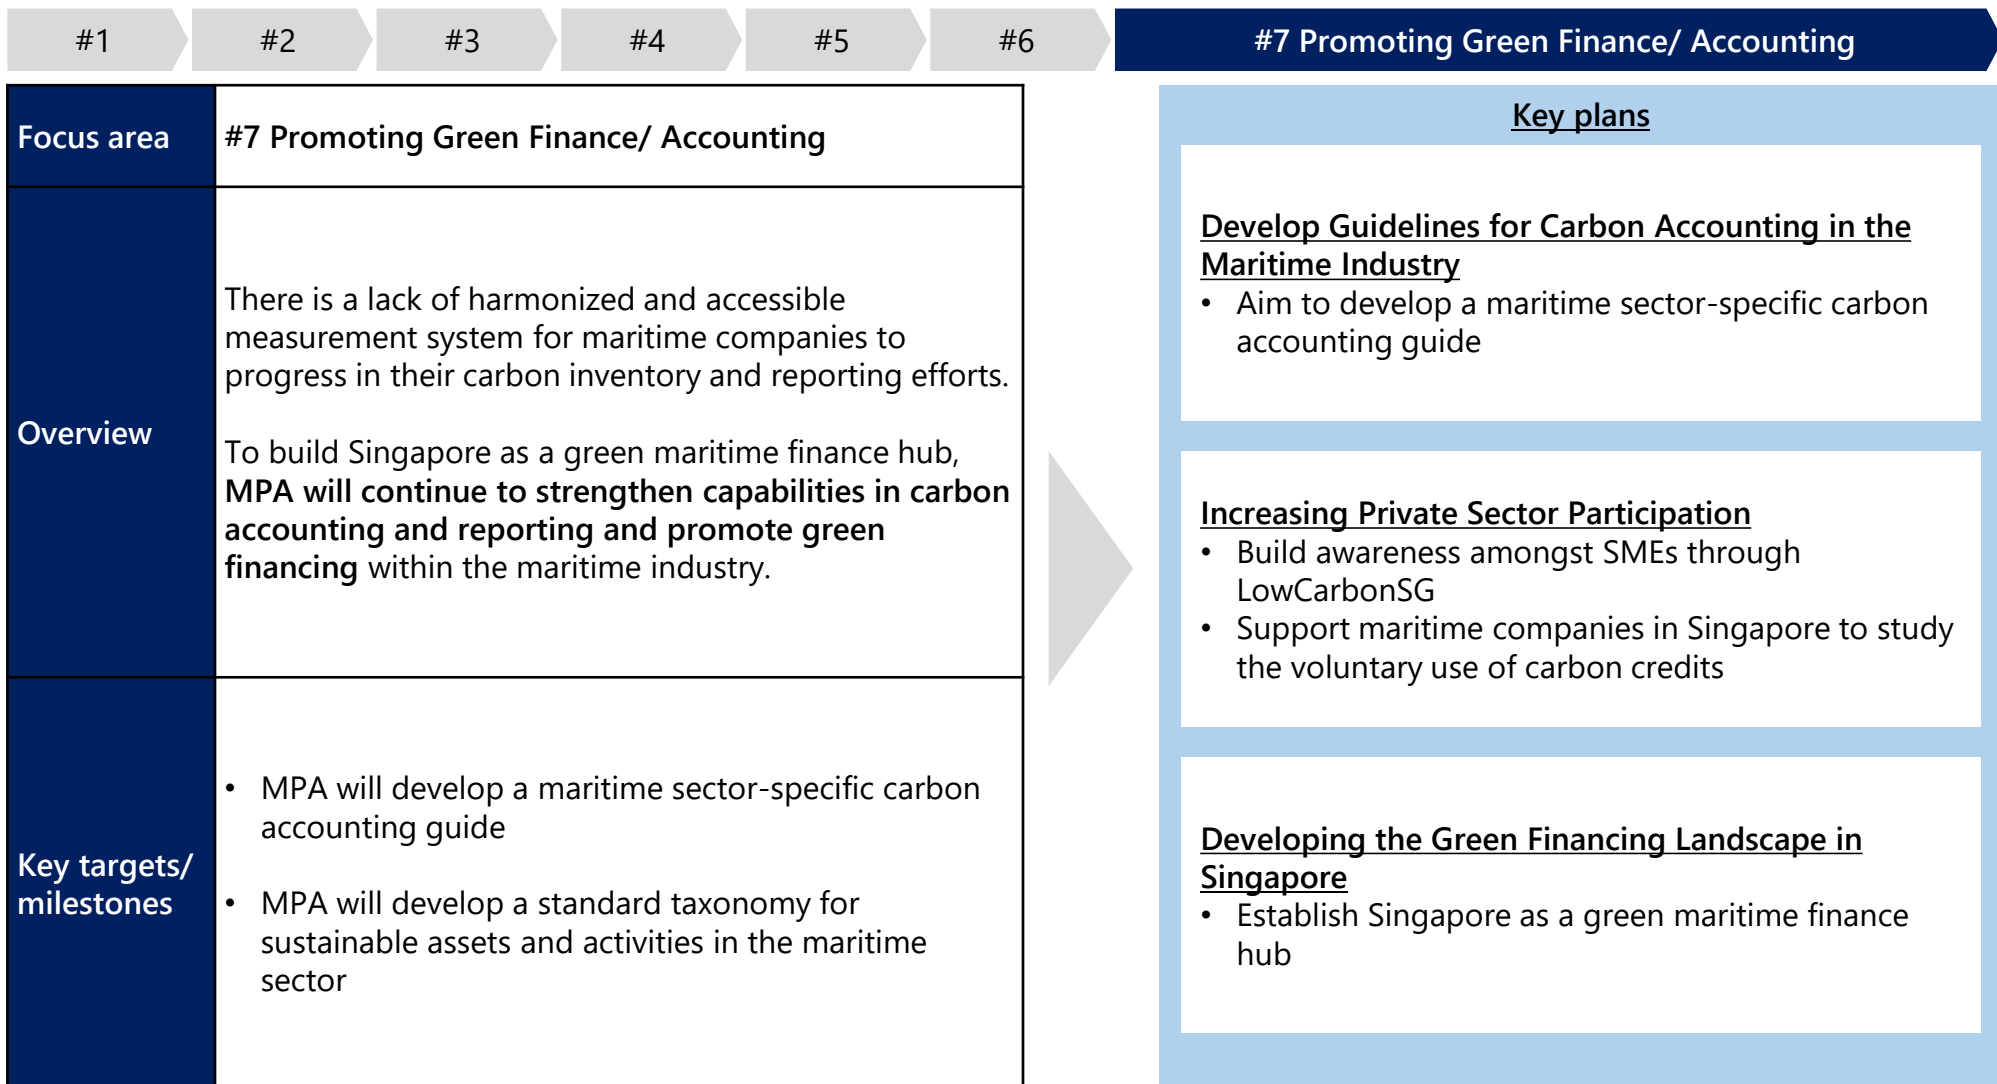 #1
#2
#3
#4
#5
#6
#7 Promoting Green Finance/ Accounting
Focus area
#7 Promoting Green Finance/ Accounting
Overview
There is a lack of harmonized and accessible
measurement system for maritime companies to
progress in their carbon inventory and reporting efforts.
To build Singapore as a green maritime finance hub,
MPA will continue to strengthen capabilities in carbon
accounting and reporting and promote green
financing within the maritime industry.
Key targets/
milestones
• MPA will develop a maritime sector-specific carbon
accounting guide
• MPA will develop a standard taxonomy for
sustainable assets and activities in the maritime
sector
Key plans
Develop Guidelines for Carbon Accounting in the
Maritime Industry
• Aim to develop a maritime sector-specific carbon
accounting guide
Increasing Private Sector Participation
• Build awareness amongst SMEs through
LowCarbonSG
• Support maritime companies in Singapore to study
the voluntary use of carbon credits
Developing the Green Financing Landscape in
Singapore
• Establish Singapore as a green maritime finance
hub